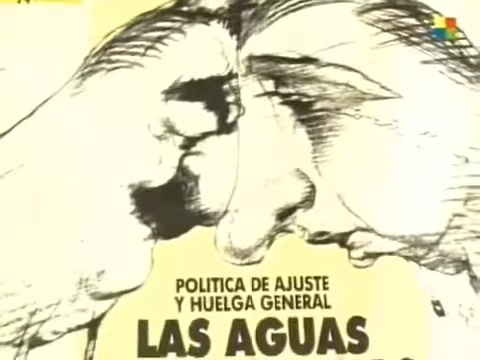 POLITICA DE AJUSTE
Y HUELGA GENERAL
LAS AGUAS